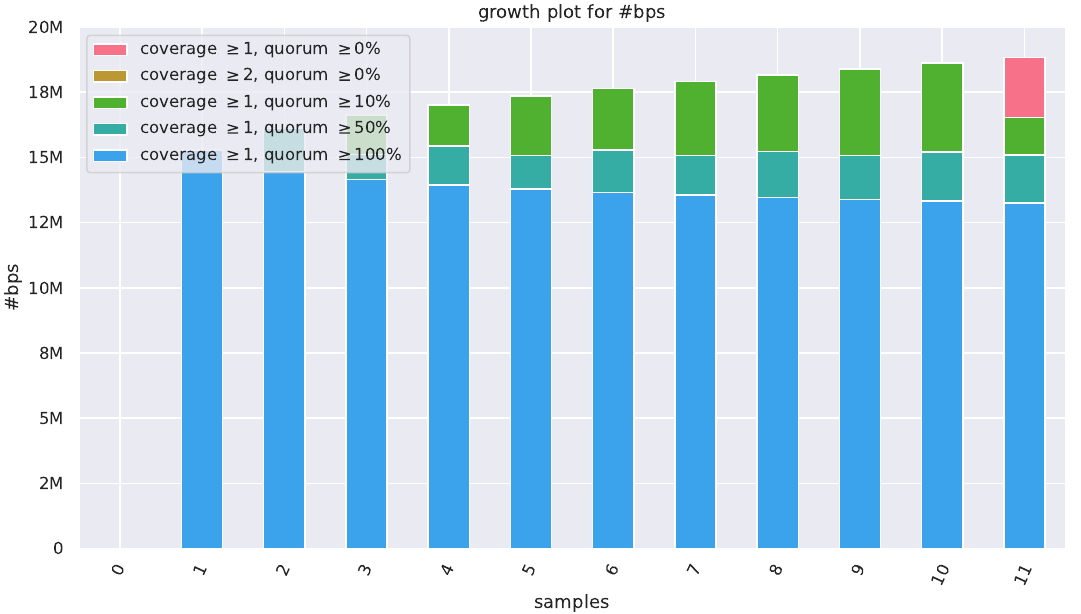 growth plot for #bps
20M
18M
15M
12M
10M
8M
5M
2M
0
#bps
coverage ≥1, quorum ≥0%
coverage ≥2, quorum ≥0%
coverage ≥1, quorum ≥10%
coverage ≥1, quorum ≥50%
coverage ≥1, quorum ≥100%
0 1 2 3 4 5 6 7 8 9 10 11
samples